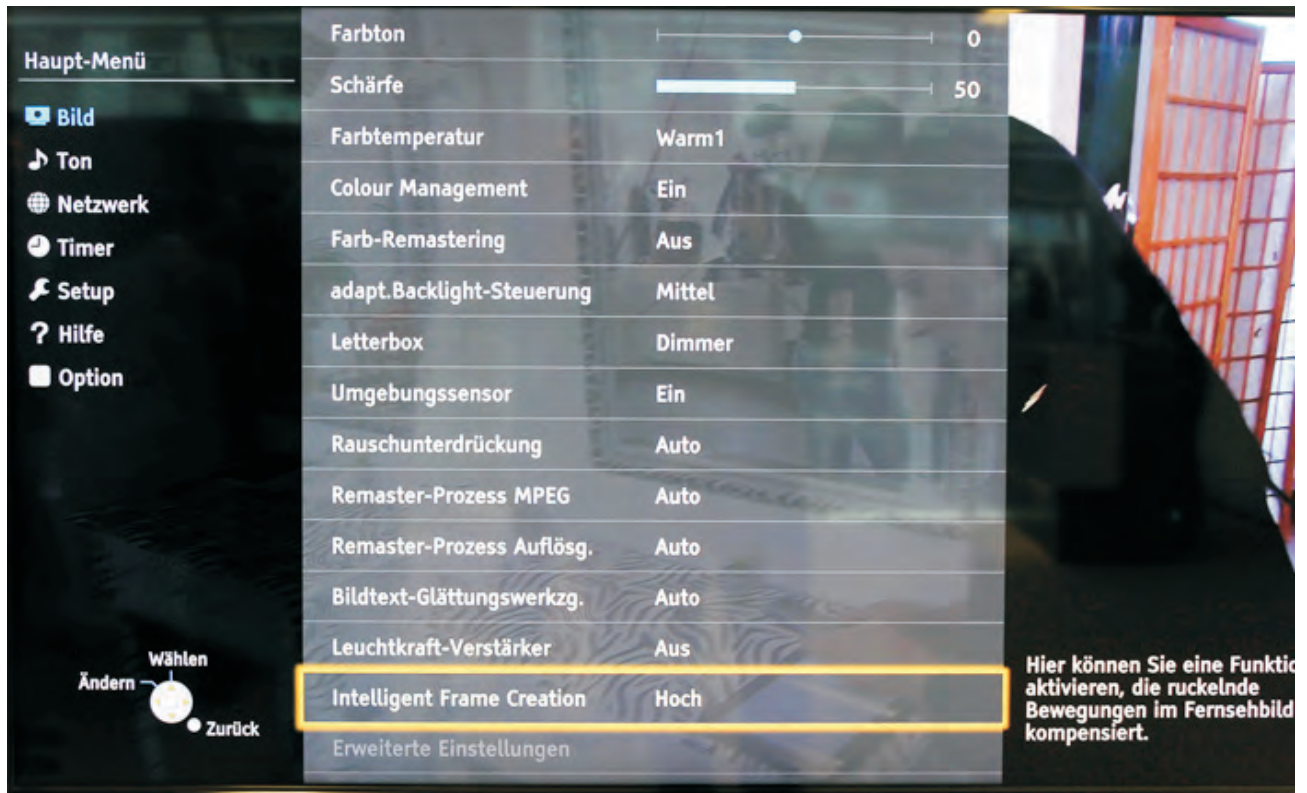 Haupt-Menü
Bild
Ton
Netzwerk
Timer
Setup
Hilfe
Option
Wählen
Ändern
Zurück
Farbton 0
Schärfe 50
Farbtemperatur Warm1
Colour Management Ein
Farb-Remastering Aus
adapt.Backlight-Steuerung Mittel
Letterbox Dimmer
Umgebungssensor Ein
Rauschunterdrückung Auto
Remaster-Prozess MPEG Auto
Remaster-Prozess Auflösg. Auto
Bildtext-Glättungswerkzg. Auto
Leuchtkraft-Verstärker Aus
Intelligent Frame Creation Hoch
Erweiterte Einstellungen
Hier können Sie eine Funktio
aktivieren, die ruckelnde
Bewegungen im Fernsehbild
kompensiert.